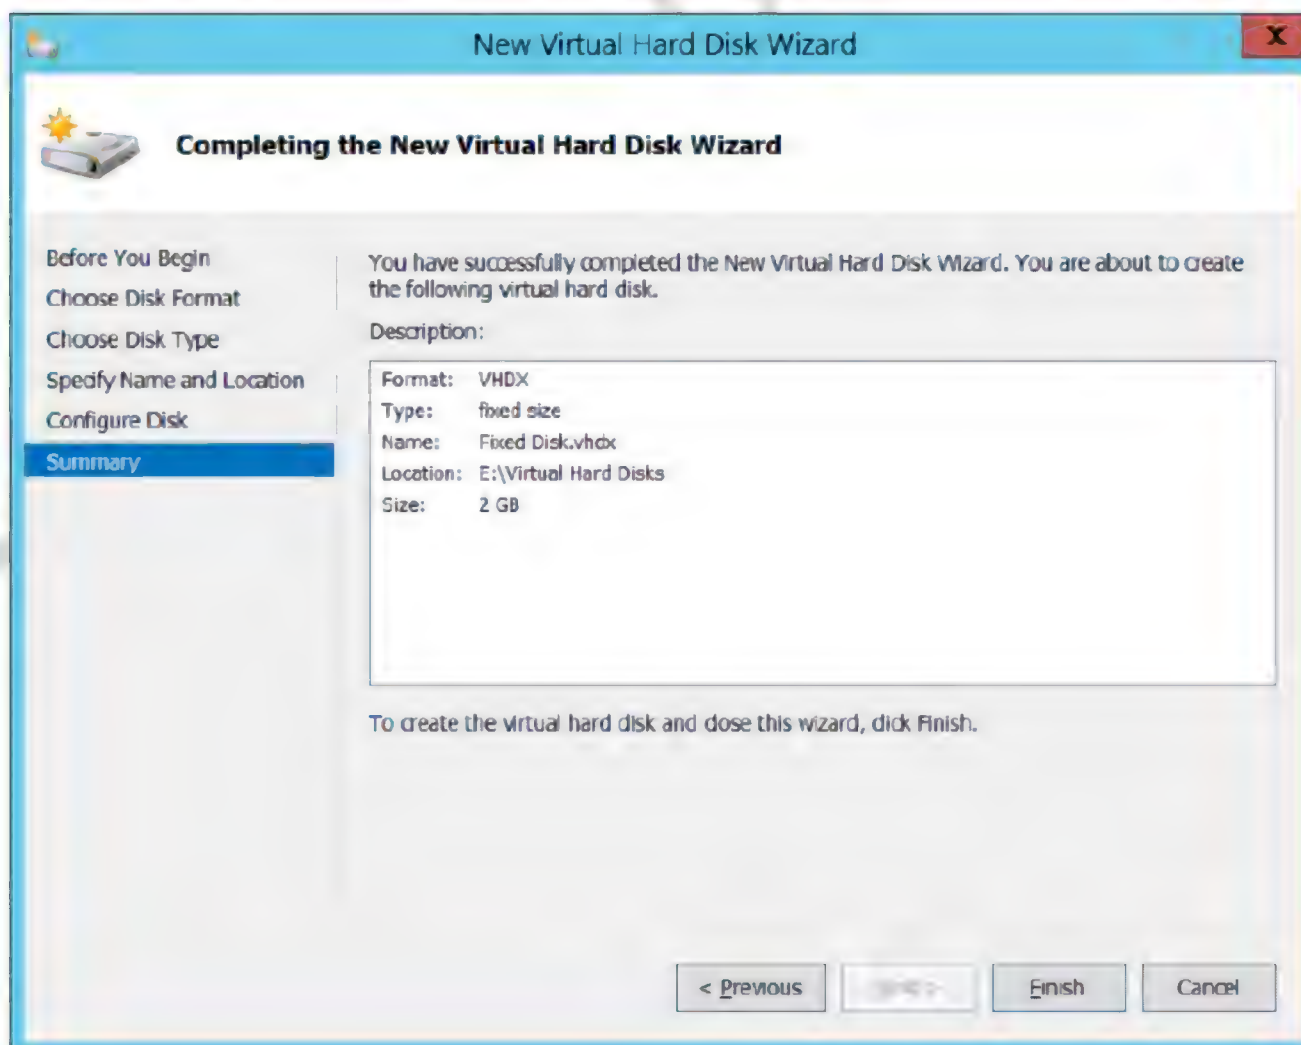 New Virtual Hard Disk Wizard
X
Completing the New Virtual Hard Disk Wizard
Before You Begin
Choose Disk Format
Choose Disk Type
Specify Name and Location
Configure Disk
Summary
You have successfully completed the New Virtual Hard Disk Wizard. You are about to create
the following virtual hard disk.
Description:
Format: VHDX
Type: fixed size
Name: Fixed Disk.vhdx
Location: E:\Virtual Hard Disks
Size: 2 GB
To create the virtual hard disk and close this wizard, click Finish.
< Previous
Finish
Cancel